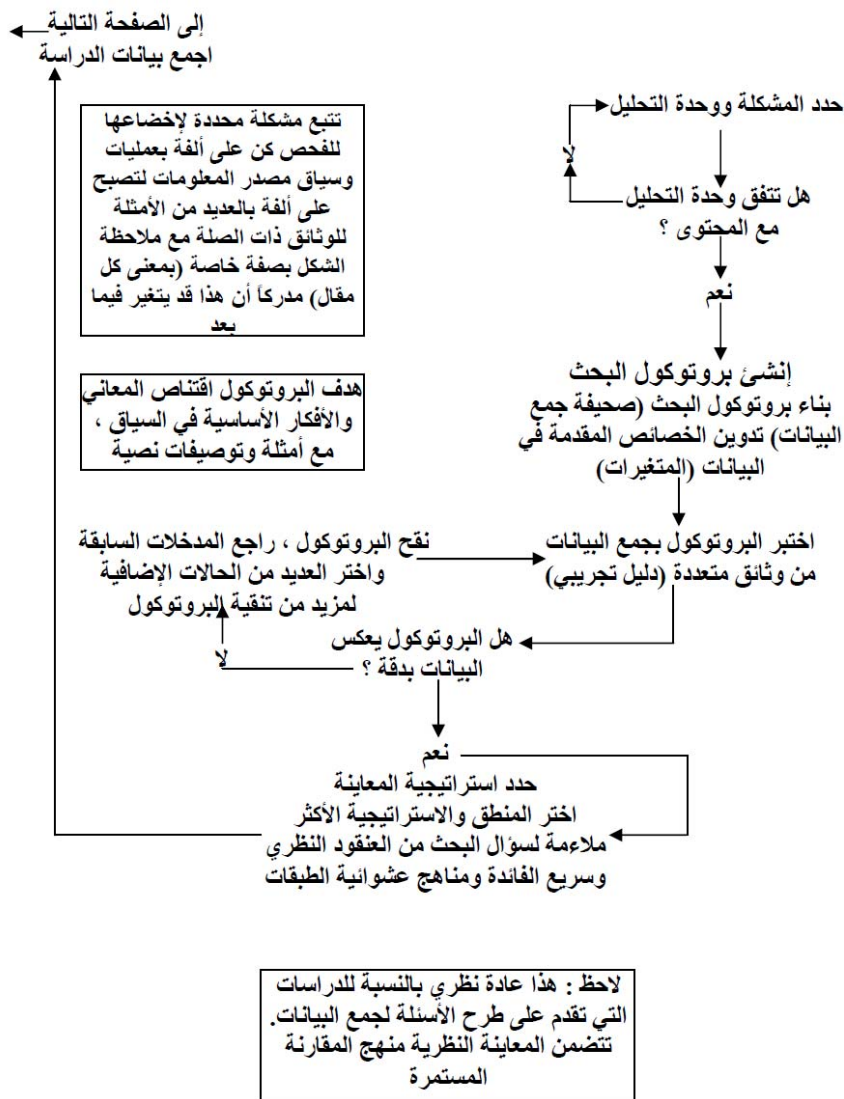 إلى الصفحة التالية
اجمع بيانات الدراسة
حدد المشكلة ووحدة التحليل
لا
هل تتفق وحدة التحليل
مع المحتوى ؟
نعم
تتبع مشكلة محددة لإخضاعها
للفحص كن على ألفة بعمليات
وسياق مصدر المعلومات لتصبح
على ألفة بالعديد من الأمثلة
للوثائق ذات الصلة مع ملاحظة
الشكل بصفة خاصة (بمعنى كل
مقال) مدركاً أن هذا قد يتغير فيما
بعد
إنشئ بروتوكول البحث
بناء بروتوكول البحث (صحيفة جمع
البيانات) تدوين الخصائص المقدمة في
البيانات (المتغيرات)
هدف البروتوكول اقتناص المعاني
والأفكار الأساسية في السياق ،
مع أمثلة وتوصيفات نصية
اختبر البروتوكول بجمع البيانات
من وثائق متعددة (دليل تجريبي)
نقح البروتوكول ، راجع المدخلات السابقة
واختر العديد من الحالات الإضافية
لمزيد من تنقية البروتوكول
هل البروتوكول يعكس
البيانات بدقة ؟
لا
نعم
حدد استراتيجية المعاينة
اختر المنطق والاستراتيجية الأكثر
ملاءمة لسؤال البحث من العنقود النظري
وسريع الفائدة ومناهج عشوائية الطبقات
لاحظ : هذا عادة نظري بالنسبة للدراسات
التي تقدم على طرح الأسئلة لجمع البيانات.
تتضمن المعاينة النظرية منهج المقارنة
المستمرة